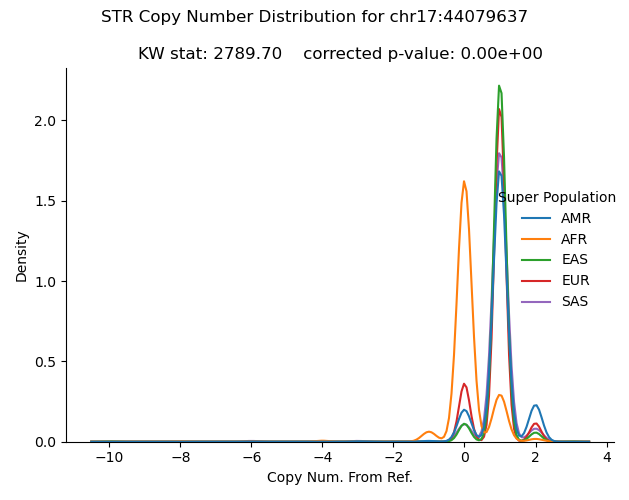 STR Copy Number Distribution for chr17:44079637
KW stat: 2789.70    corrected p-value: 0.00e+00
2.0
1.5
1.0
0.5
0.0
Density
Super Population
AMR
AFR
EAS
EUR
SAS
−10 −8 −6 −4 −2 0 2 4
Copy Num. From Ref.